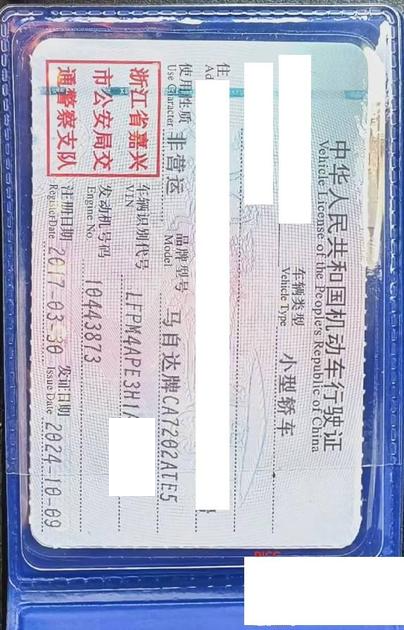 中华人民共和国机动车行驶证
Vehicle License of the People's Republic of China
车辆类型 小型轿车
Vehicle Type
住
Ad
使用性质 非营运 品牌型号 马自达牌CA7202ATE5
Use Character Model
浙江省嘉兴
市公安局交
通警察支队
车辆识别代号 LFPM4APE3H1A
VIN
发动机号码 10443873
Engine No.
注册日期 2017-03-30 发证日期 2024-10-09
Register Date Issue Date
PICC